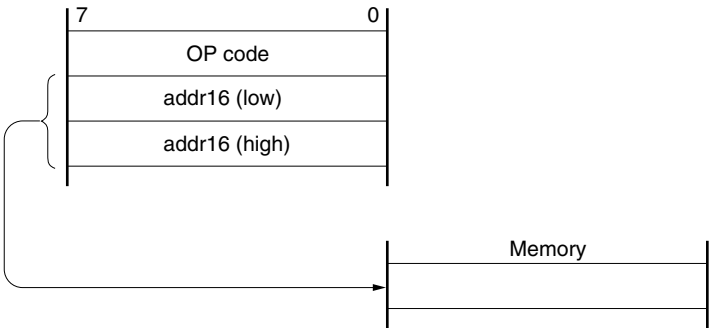 7 0
OP code
addr16 (low)
addr16 (high)
Memory